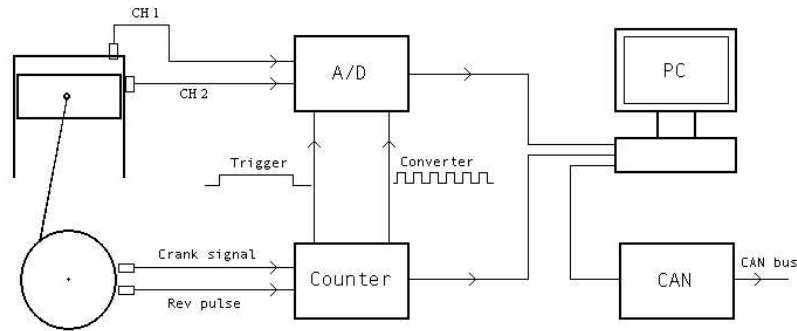 CH 1
A/D
PC
CH 2
Trigger
Converter
Crank signal
Counter
CAN
CAN bus
Rev pulse